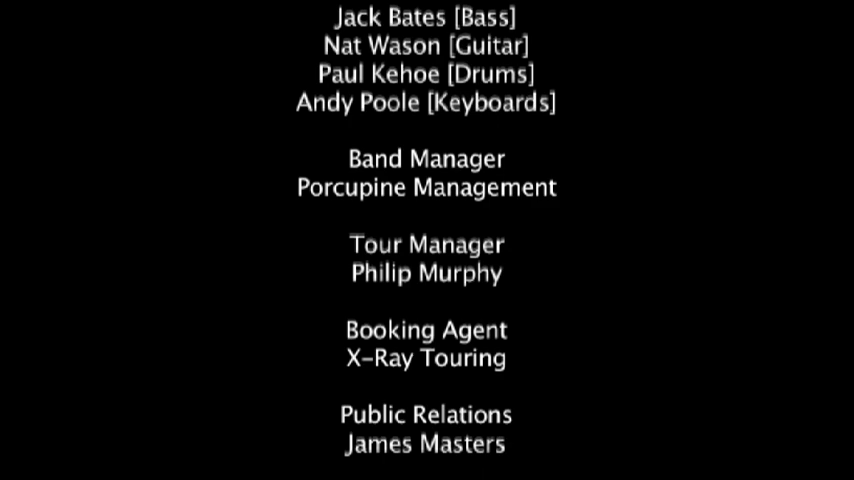 Jack Bates [Bass]
Nat Wason [Guitar]
Paul Kehoe [Drums]
Andy Poole [Keyboards]
Band Manager
Porcupine Management
Tour Manager
Philip Murphy
Booking Agent
X-Ray Touring
Public Relations
James Masters